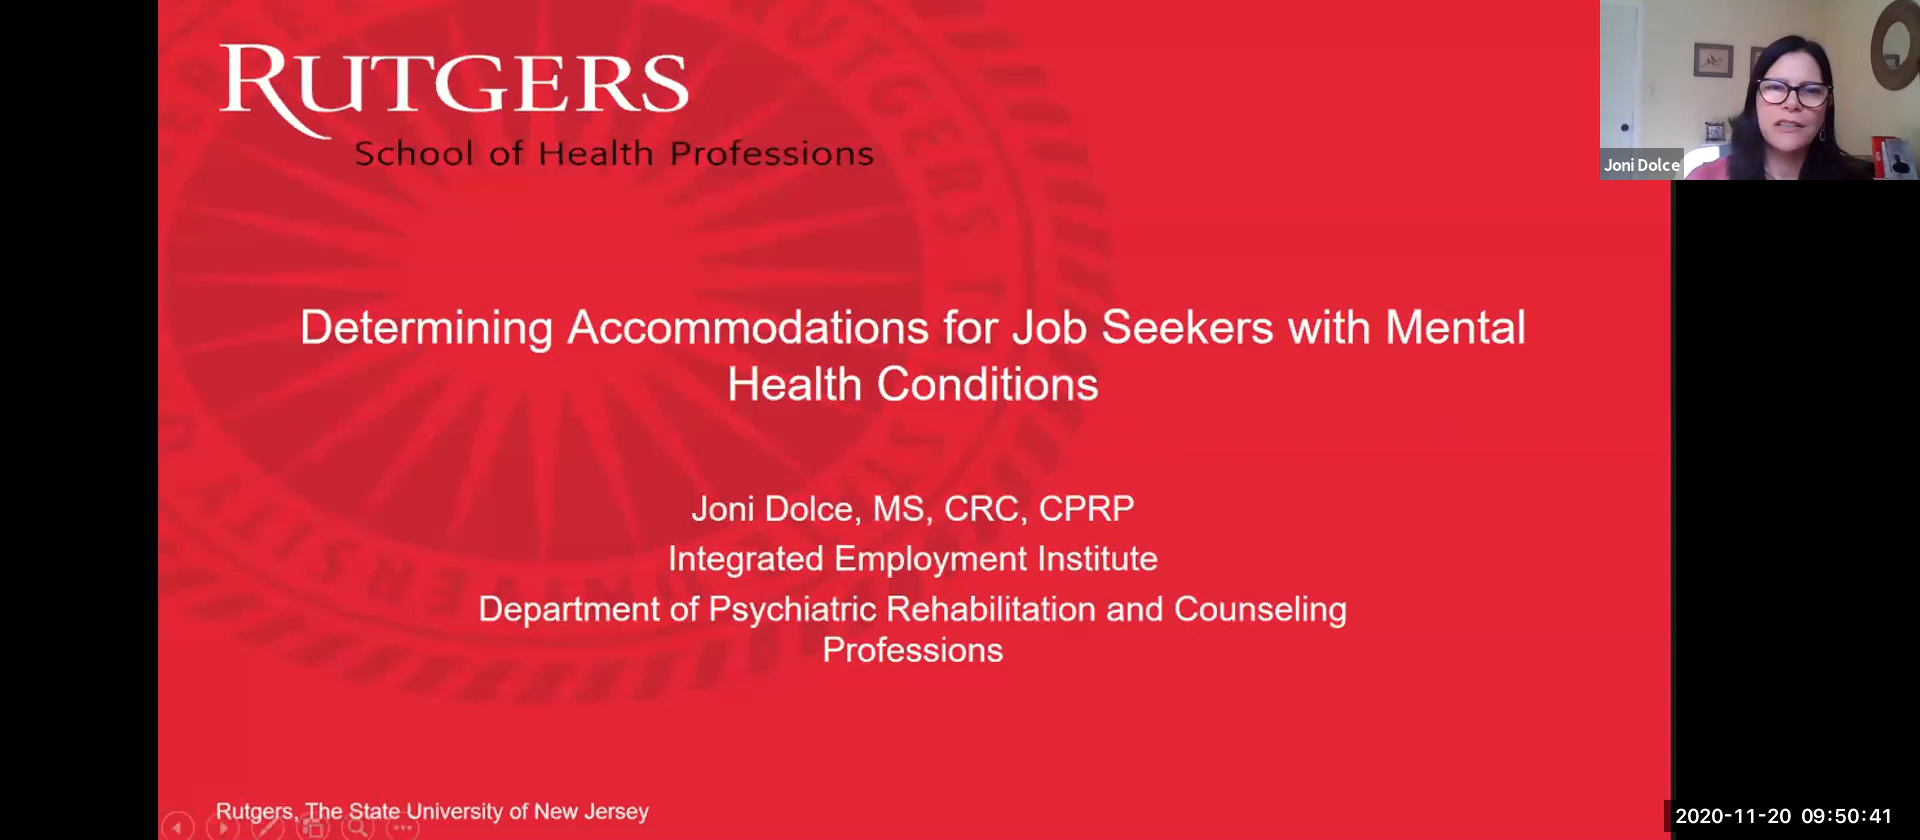 RUTGERS
School of Health Professions
Determining Accommodations for Job Seekers with Mental
Health Conditions
Joni Dolce, MS, CRC, CPRP
Integrated Employment Institute
Department of Psychiatric Rehabilitation and Counseling
Professions
Rutgers, The State University of New Jersey
Joni Dolce
2020-11-20 09:50:41